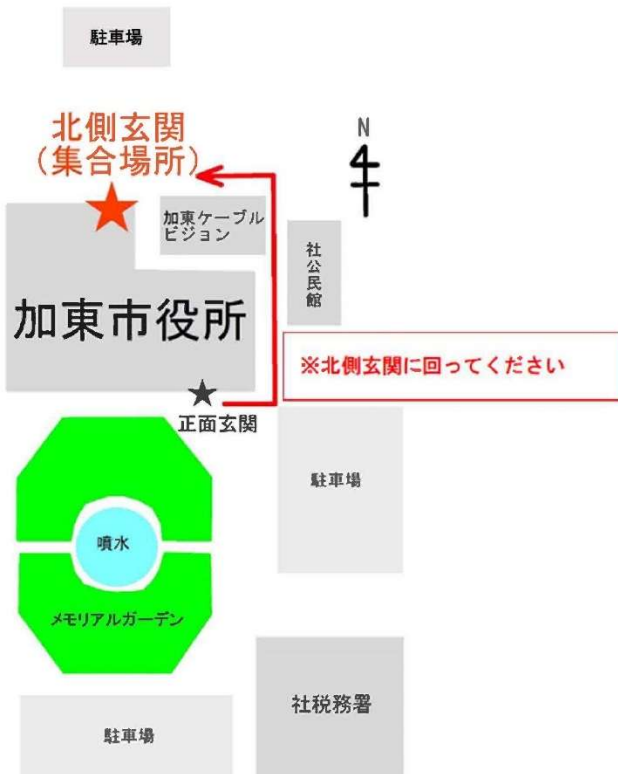 駐車場
北側玄関
(集合場所)
N
加東ケーブル
ビジョン
社公民館
加東市役所
※北側玄関に回ってください
正面玄関
駐車場
噴水
メモリアルガーデン
社税務署
駐車場